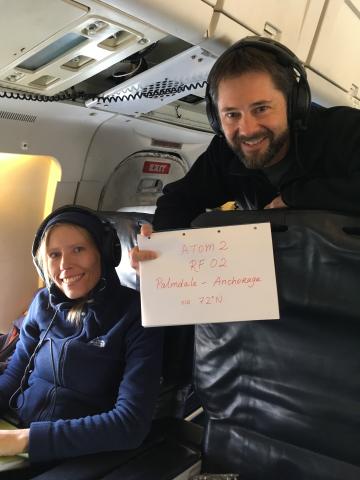 EXIT
ATOM 2
RF 02
Palmdale - Anchorage
via 72°N